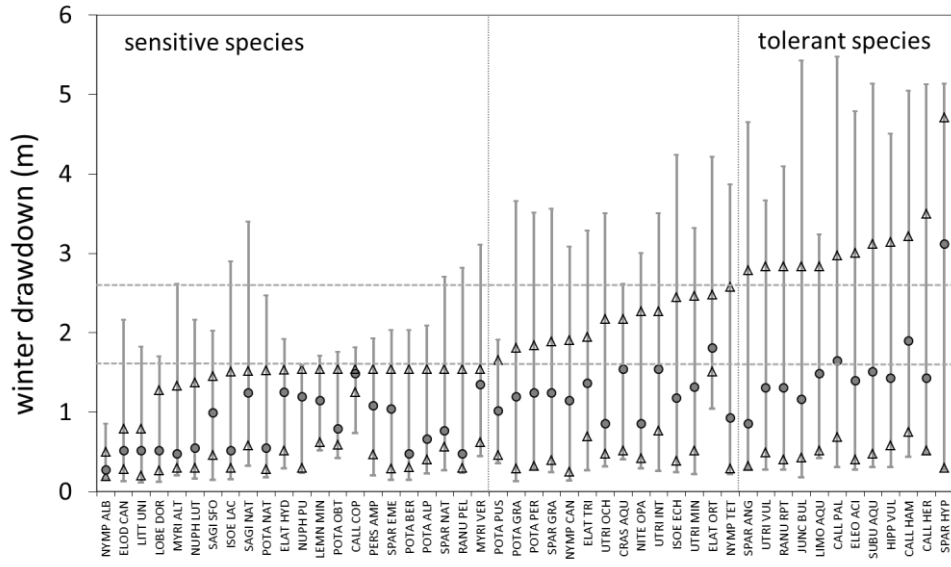 winter drawdown (m)
6
5
4
3
2
1
0
sensitive species
tolerant species
NYMP ALB
ELOD CAN
LITT UNI
LOBE DOR
MYRI ALT
NUPH LUT
SAGI SFO
ISOE LAC
SAGI NAT
POTA NAT
ELAT HYD
NUPH PU
LEMN MIN
POTA OBT
CALL COP
PERS AMP
SPAR EME
POTA BER
POTA ALP
SPAR NAT
RANU PEL
MYRI VER
POTA PUS
POTA GRA
POTA PER
SPAR GRA
NYMP CAN
ELAT TRI
UTRI OCH
CRAS AQU
NITE OPA
UTRI INT
ISOE ECH
UTRI MIN
ELAT ORT
NYMP TET
SPAR ANG
UTRI VUL
RANU RPT
JUNC BUL
LIMO AQU
CALL PAL
ELEO ACI
SUBU AQU
HIPP VUL
CALL HAM
CALL HER
SPAR HYP